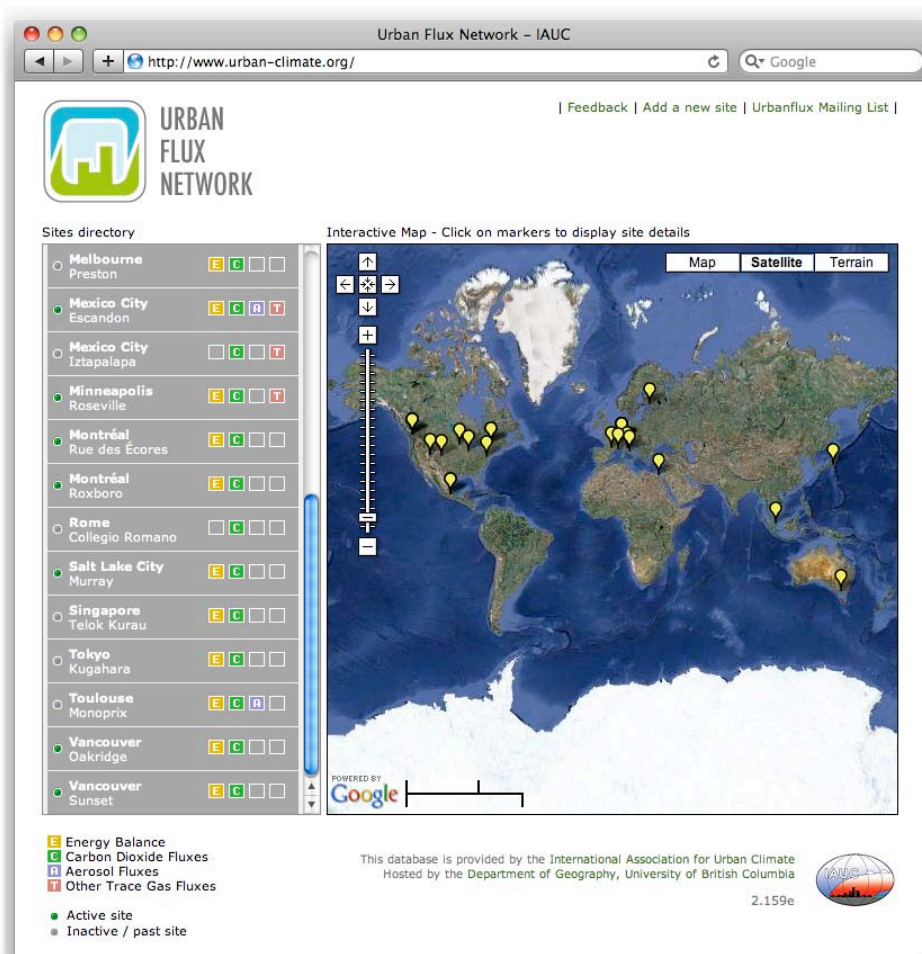 Urban Flux Network – IAUC
http://www.urban-climate.org/
Google
| Feedback | Add a new site | Urbanflux Mailing List |
URBAN
FLUX
NETWORK
Sites directory
Melbourne
Preston
E C
Mexico City
Escandon
E C A T
Mexico City
Iztapalapa
C T
Minneapolis
Roseville
E C T
Montréal
Rue des Écores
E C
Montréal
Roxboro
E C
Rome
Collegio Romano
C
Salt Lake City
Murray
E C
Singapore
Telok Kurau
E C
Tokyo
Kugahara
E C
Toulouse
Monoprix
E C A
Vancouver
Oakridge
E C
Vancouver
Sunset
E C
Interactive Map - Click on markers to display site details
Map Satellite Terrain
POWERED BY
Google
E Energy Balance
C Carbon Dioxide Fluxes
A Aerosol Fluxes
T Other Trace Gas Fluxes
Active site
Inactive / past site
This database is provided by the International Association for Urban Climate
Hosted by the Department of Geography, University of British Columbia
2.159e
IAUC